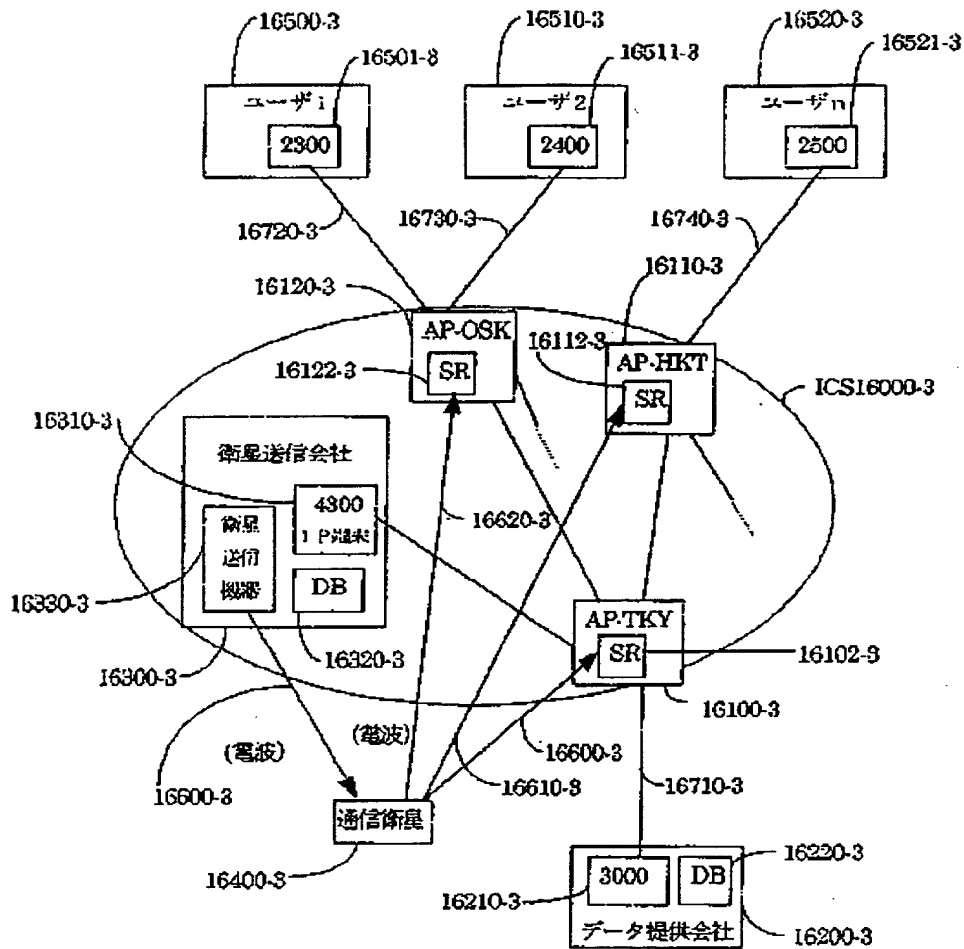 16500-3
16510-3
16520-3
16501-3
16511-3
16521-3
ユーザ1
ユーザ2
ユーザn
2300
2400
2500
16720-3
16730-3
16740-3
16120-3
16110-3
AP-OSK
16112-3
AP-HKT
16122-3
SR
SR
ICS16000-3
16310-3
衛星送信会社
4300
IP端末
16620-3
衛星
送信
機器
DB
16330-3
AP-TKY
SR
16320-3
16102-3
16300-3
16100-3
(電波)
(電波)
16600-3
16600-3
16610-3
16710-3
通信衛星
16220-3
16400-3
3000
DB
16210-3
データ提供会社
16200-3